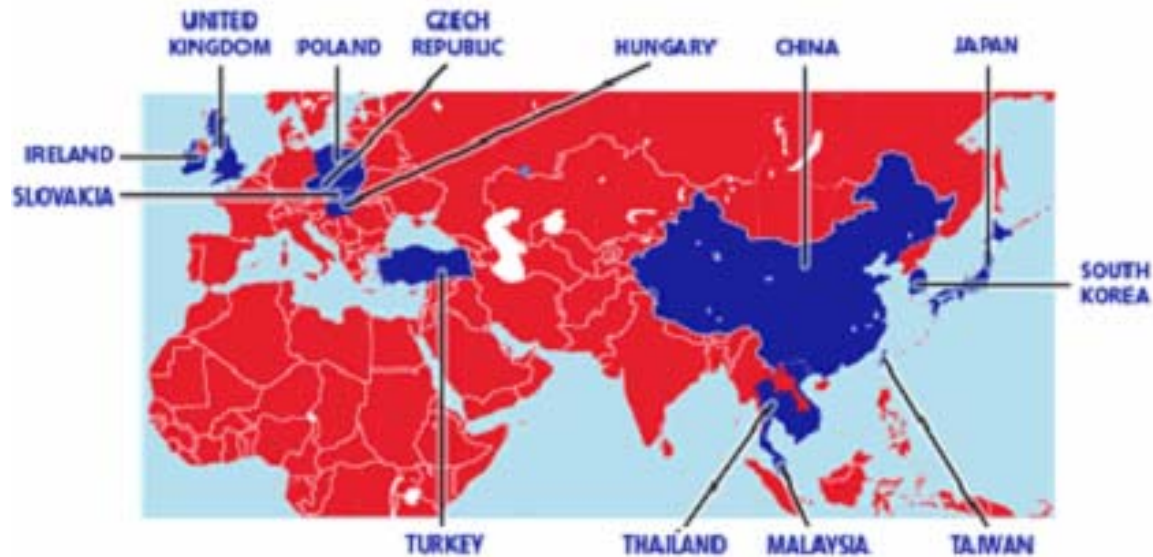 UNITED
KINGDOM
POLAND
CZECH
REPUBLIC
HUNGARY
CHINA
JAPAN
IRELAND
SLOVAKIA
SOUTH
KOREA
TURKEY
THAILAND
MALAYSIA
TAIWAN